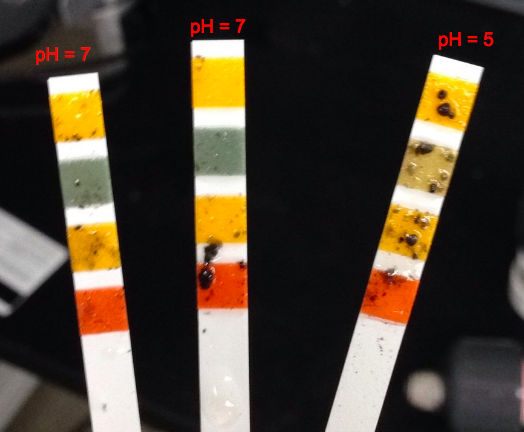 pH = 7
pH = 7
pH = 5